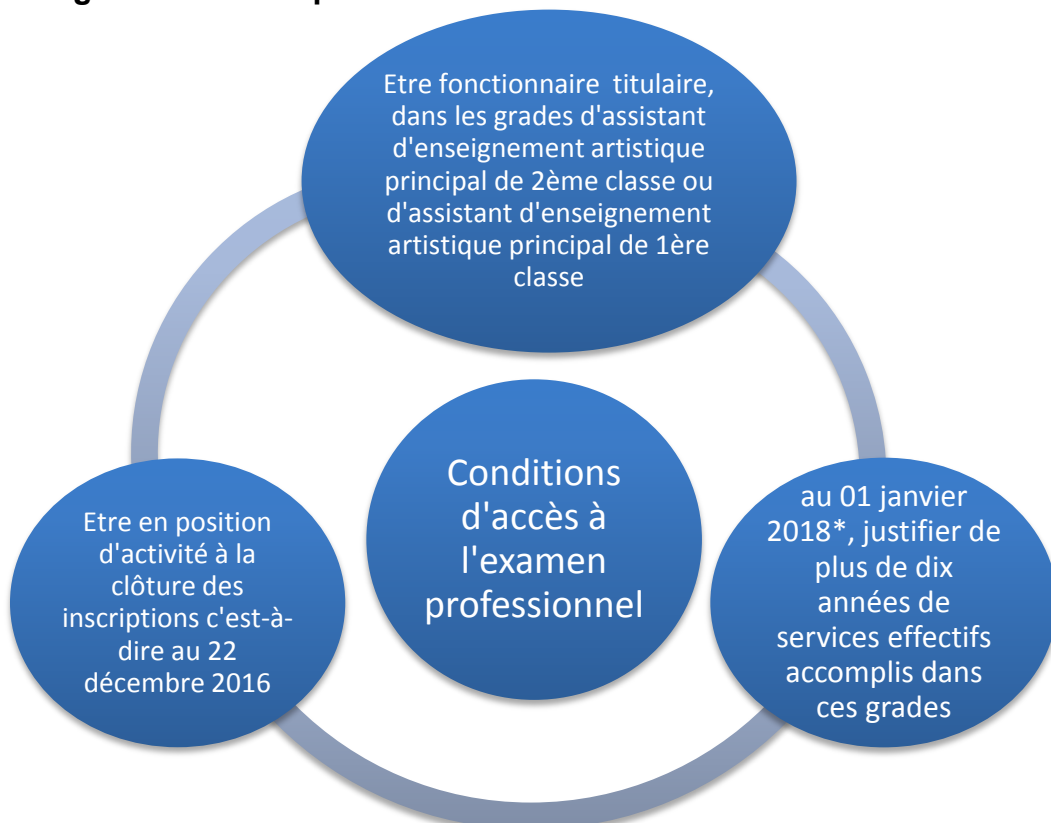 Etre fonctionnaire titulaire,
dans les grades d'assistant
d'enseignement artistique
principal de 2ème classe ou
d'assistant d'enseignement
artistique principal de 1ère
classe
Conditions
d'accès à
l'examen
professionnel
Etre en position
d'activité à la
clôture des
inscriptions c'est-à-
dire au 22
décembre 2016
au 01 janvier
2018*, justifier de
plus de dix
années de
services effectifs
accomplis dans
ces grades